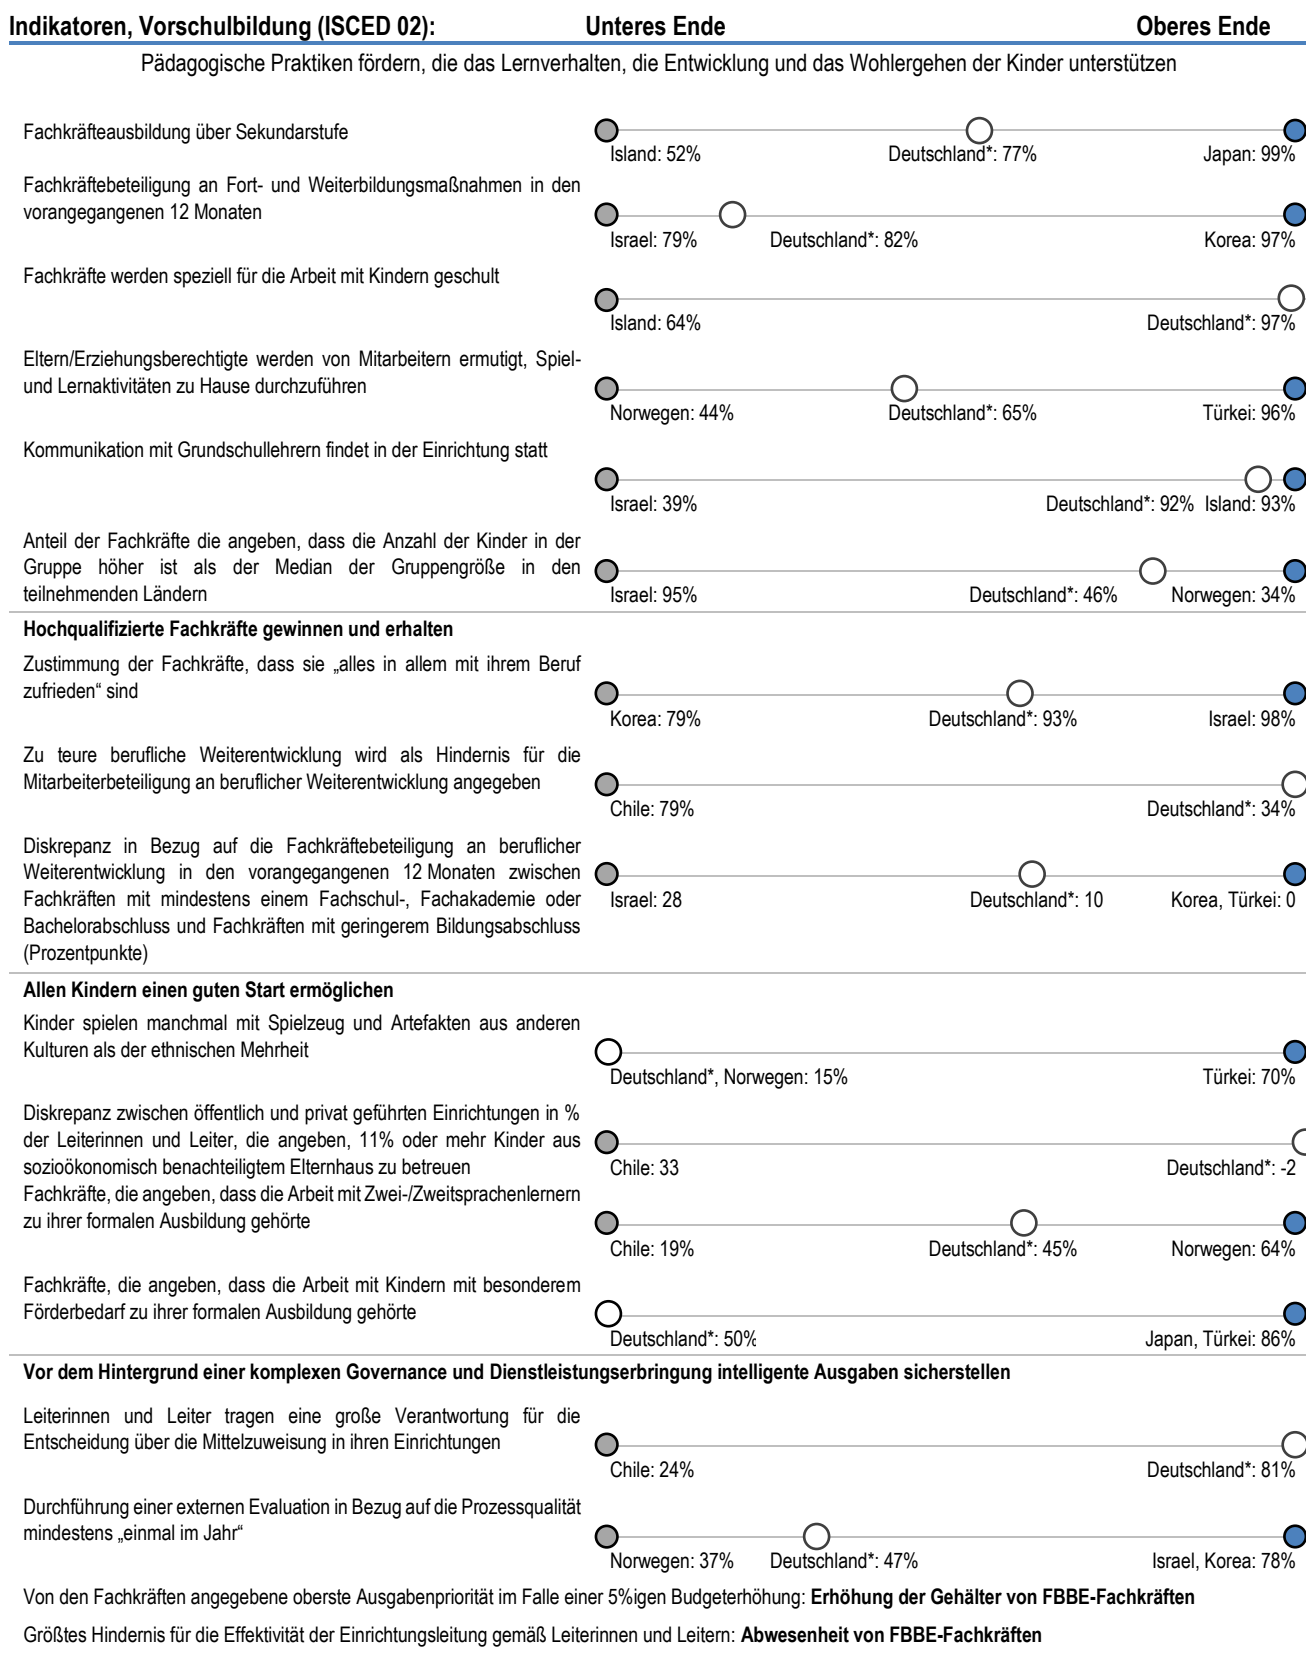 Indikatoren, Vorschulbildung (ISCED 02): Unteres Ende Oberes Ende
Pädagogische Praktiken fördern, die das Lernverhalten, die Entwicklung und das Wohlergehen der Kinder unterstützen
Fachkräfteausbildung über Sekundarstufe
Island: 52% Deutschland*: 77% Japan: 99%
Fachkräftebeteiligung an Fort- und Weiterbildungsmaßnahmen in den
vorangegangenen 12 Monaten
Israel: 79% Deutschland*: 82% Korea: 97%
Fachkräfte werden speziell für die Arbeit mit Kindern geschult
Island: 64% Deutschland*: 97%
Eltern/Erziehungsberechtigte werden von Mitarbeitern ermutigt, Spiel-
und Lernaktivitäten zu Hause durchzuführen
Norwegen: 44% Deutschland*: 65% Türkei: 96%
Kommunikation mit Grundschullehrern findet in der Einrichtung statt
Israel: 39% Deutschland*: 92% Island: 93%
Anteil der Fachkräfte die angeben, dass die Anzahl der Kinder in der
Gruppe höher ist als der Median der Gruppengröße in den
teilnehmenden Ländern
Israel: 95% Deutschland*: 46% Norwegen: 34%
Hochqualifizierte Fachkräfte gewinnen und erhalten
Zustimmung der Fachkräfte, dass sie „alles in allem mit ihrem Beruf
zufrieden“ sind
Korea: 79% Deutschland*: 93% Israel: 98%
Zu teure berufliche Weiterentwicklung wird als Hindernis für die
Mitarbeiterbeteiligung an beruflicher Weiterentwicklung angegeben
Chile: 79% Deutschland*: 34%
Diskrepanz in Bezug auf die Fachkräftebeteiligung an beruflicher
Weiterentwicklung in den vorangegangenen 12 Monaten zwischen
Fachkräften mit mindestens einem Fachschul-, Fachakademie oder
Bachelorabschluss und Fachkräften mit geringerem Bildungsabschluss
(Prozentpunkte)
Israel: 28 Deutschland*: 10 Korea, Türkei: 0
Allen Kindern einen guten Start ermöglichen
Kinder spielen manchmal mit Spielzeug und Artefakten aus anderen
Kulturen als der ethnischen Mehrheit
Deutschland*, Norwegen: 15% Türkei: 70%
Diskrepanz zwischen öffentlich und privat geführten Einrichtungen in %
der Leiterinnen und Leiter, die angeben, 11% oder mehr Kinder aus
sozioökonomisch benachteiligtem Elternhaus zu betreuen
Chile: 33 Deutschland*: -2
Fachkräfte, die angeben, dass die Arbeit mit Zwei-/Zweitsprachenlernern
zu ihrer formalen Ausbildung gehörte
Chile: 19% Deutschland*: 45% Norwegen: 64%
Fachkräfte, die angeben, dass die Arbeit mit Kindern mit besonderem
Förderbedarf zu ihrer formalen Ausbildung gehörte
Deutschland*: 50% Japan, Türkei: 86%
Vor dem Hintergrund einer komplexen Governance und Dienstleistungserbringung intelligente Ausgaben sicherstellen
Leiterinnen und Leiter tragen eine große Verantwortung für die
Entscheidung über die Mittelzuweisung in ihren Einrichtungen
Chile: 24% Deutschland*: 81%
Durchführung einer externen Evaluation in Bezug auf die Prozessqualität
mindestens „einmal im Jahr“
Norwegen: 37% Deutschland*: 47% Israel, Korea: 78%
Von den Fachkräften angegebene oberste Ausgabenpriorität im Falle einer 5%igen Budgeterhöhung: Erhöhung der Gehälter von FBBE-Fachkräften
Größtes Hindernis für die Effektivität der Einrichtungsleitung gemäß Leiterinnen und Leitern: Abwesenheit von FBBE-Fachkräften